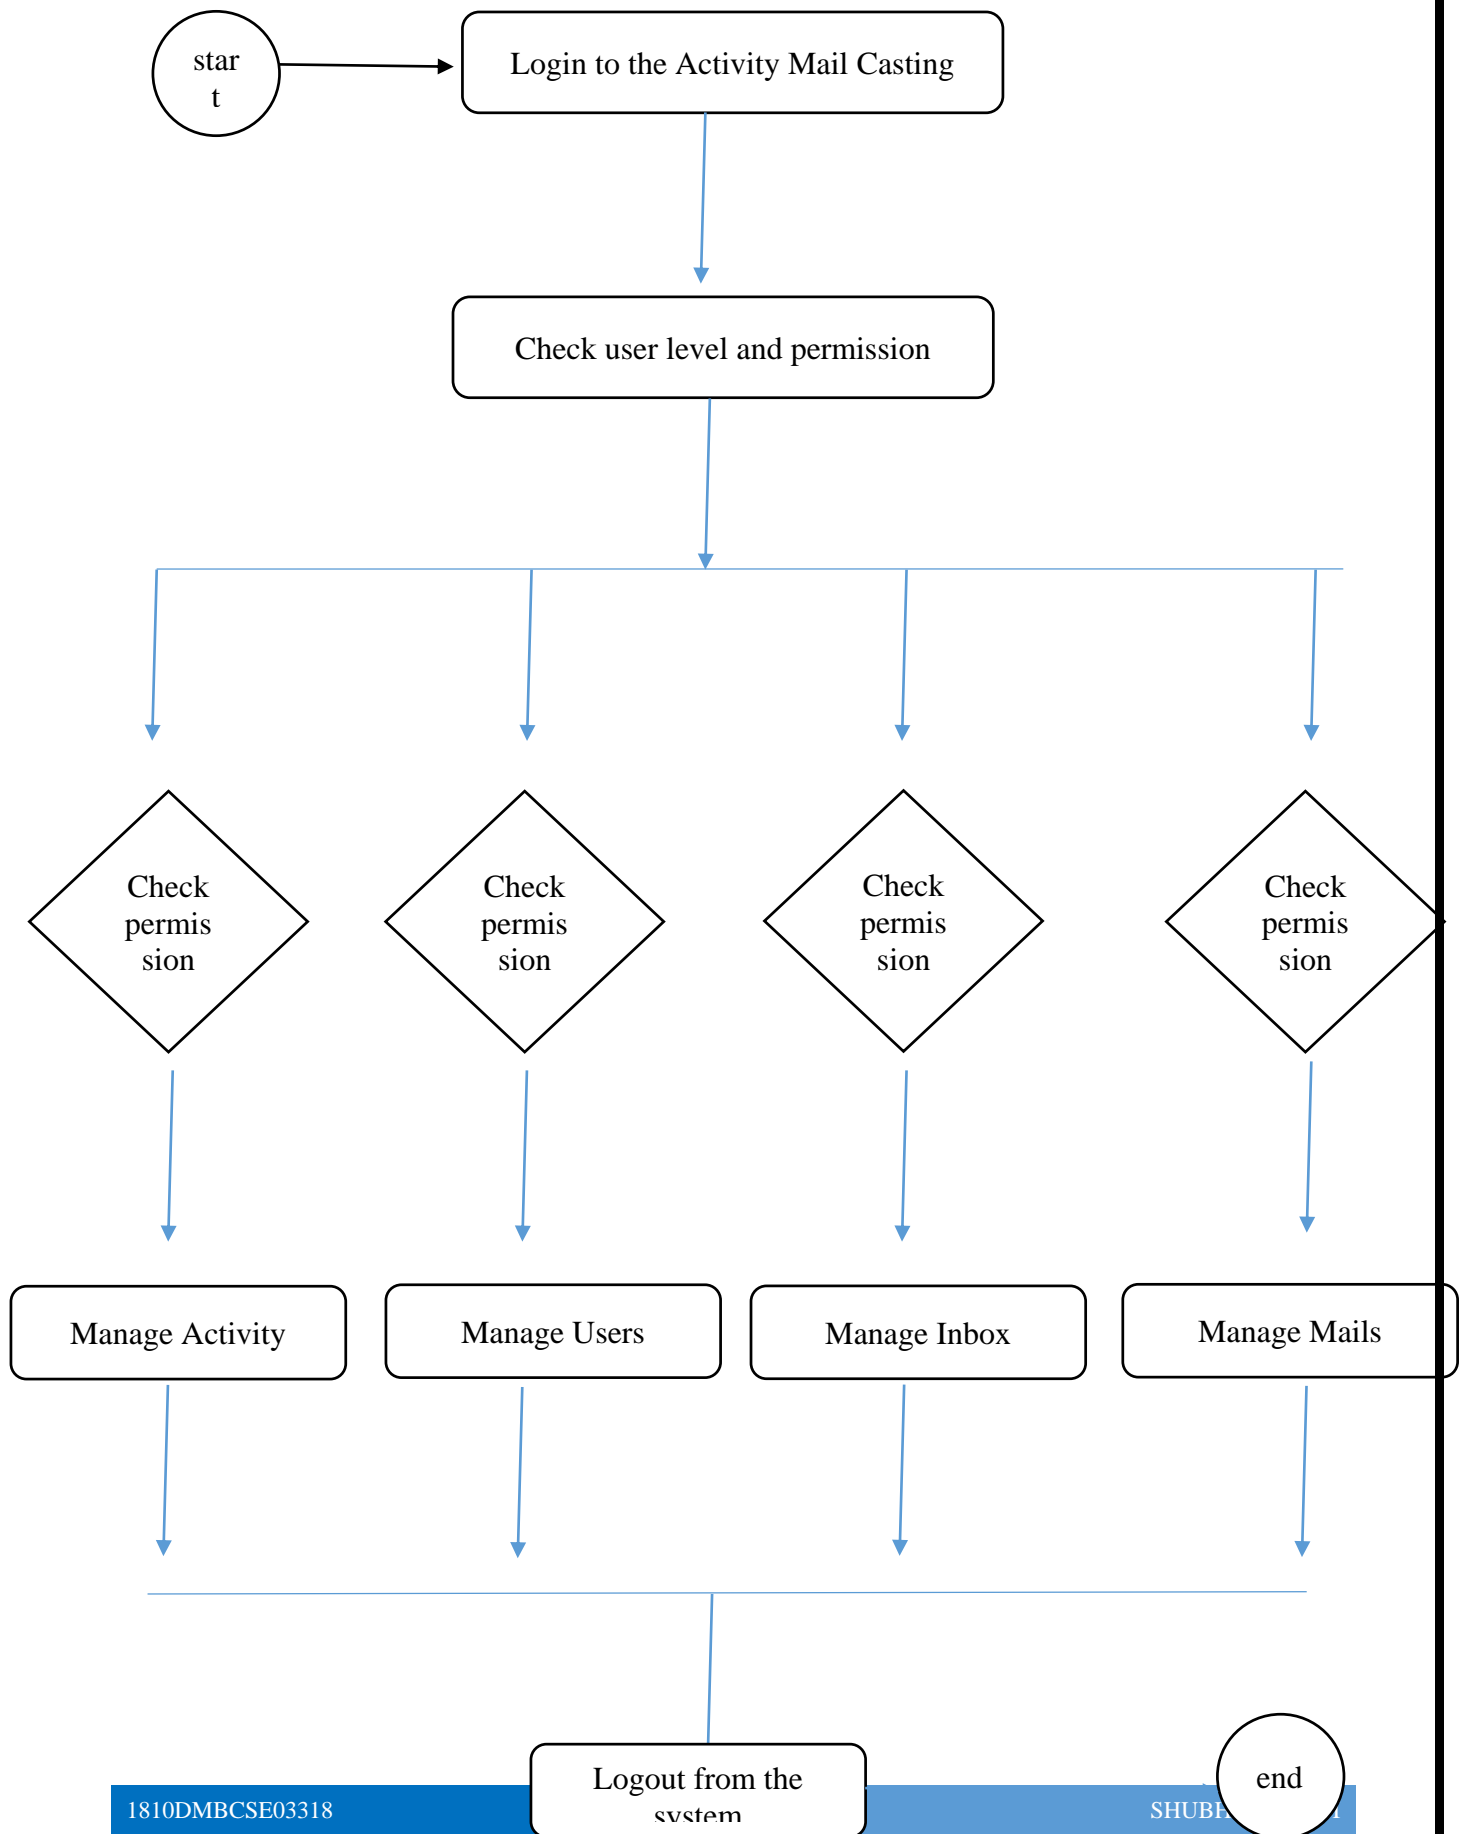 star
t
Login to the Activity Mail Casting
Check user level and permission
Check
permis
sion
Check
permis
sion
Check
permis
sion
Check
permis
sion
Manage Activity
Manage Users
Manage Inbox
Manage Mails
Logout from the
system
end
1810DMBCSE03318